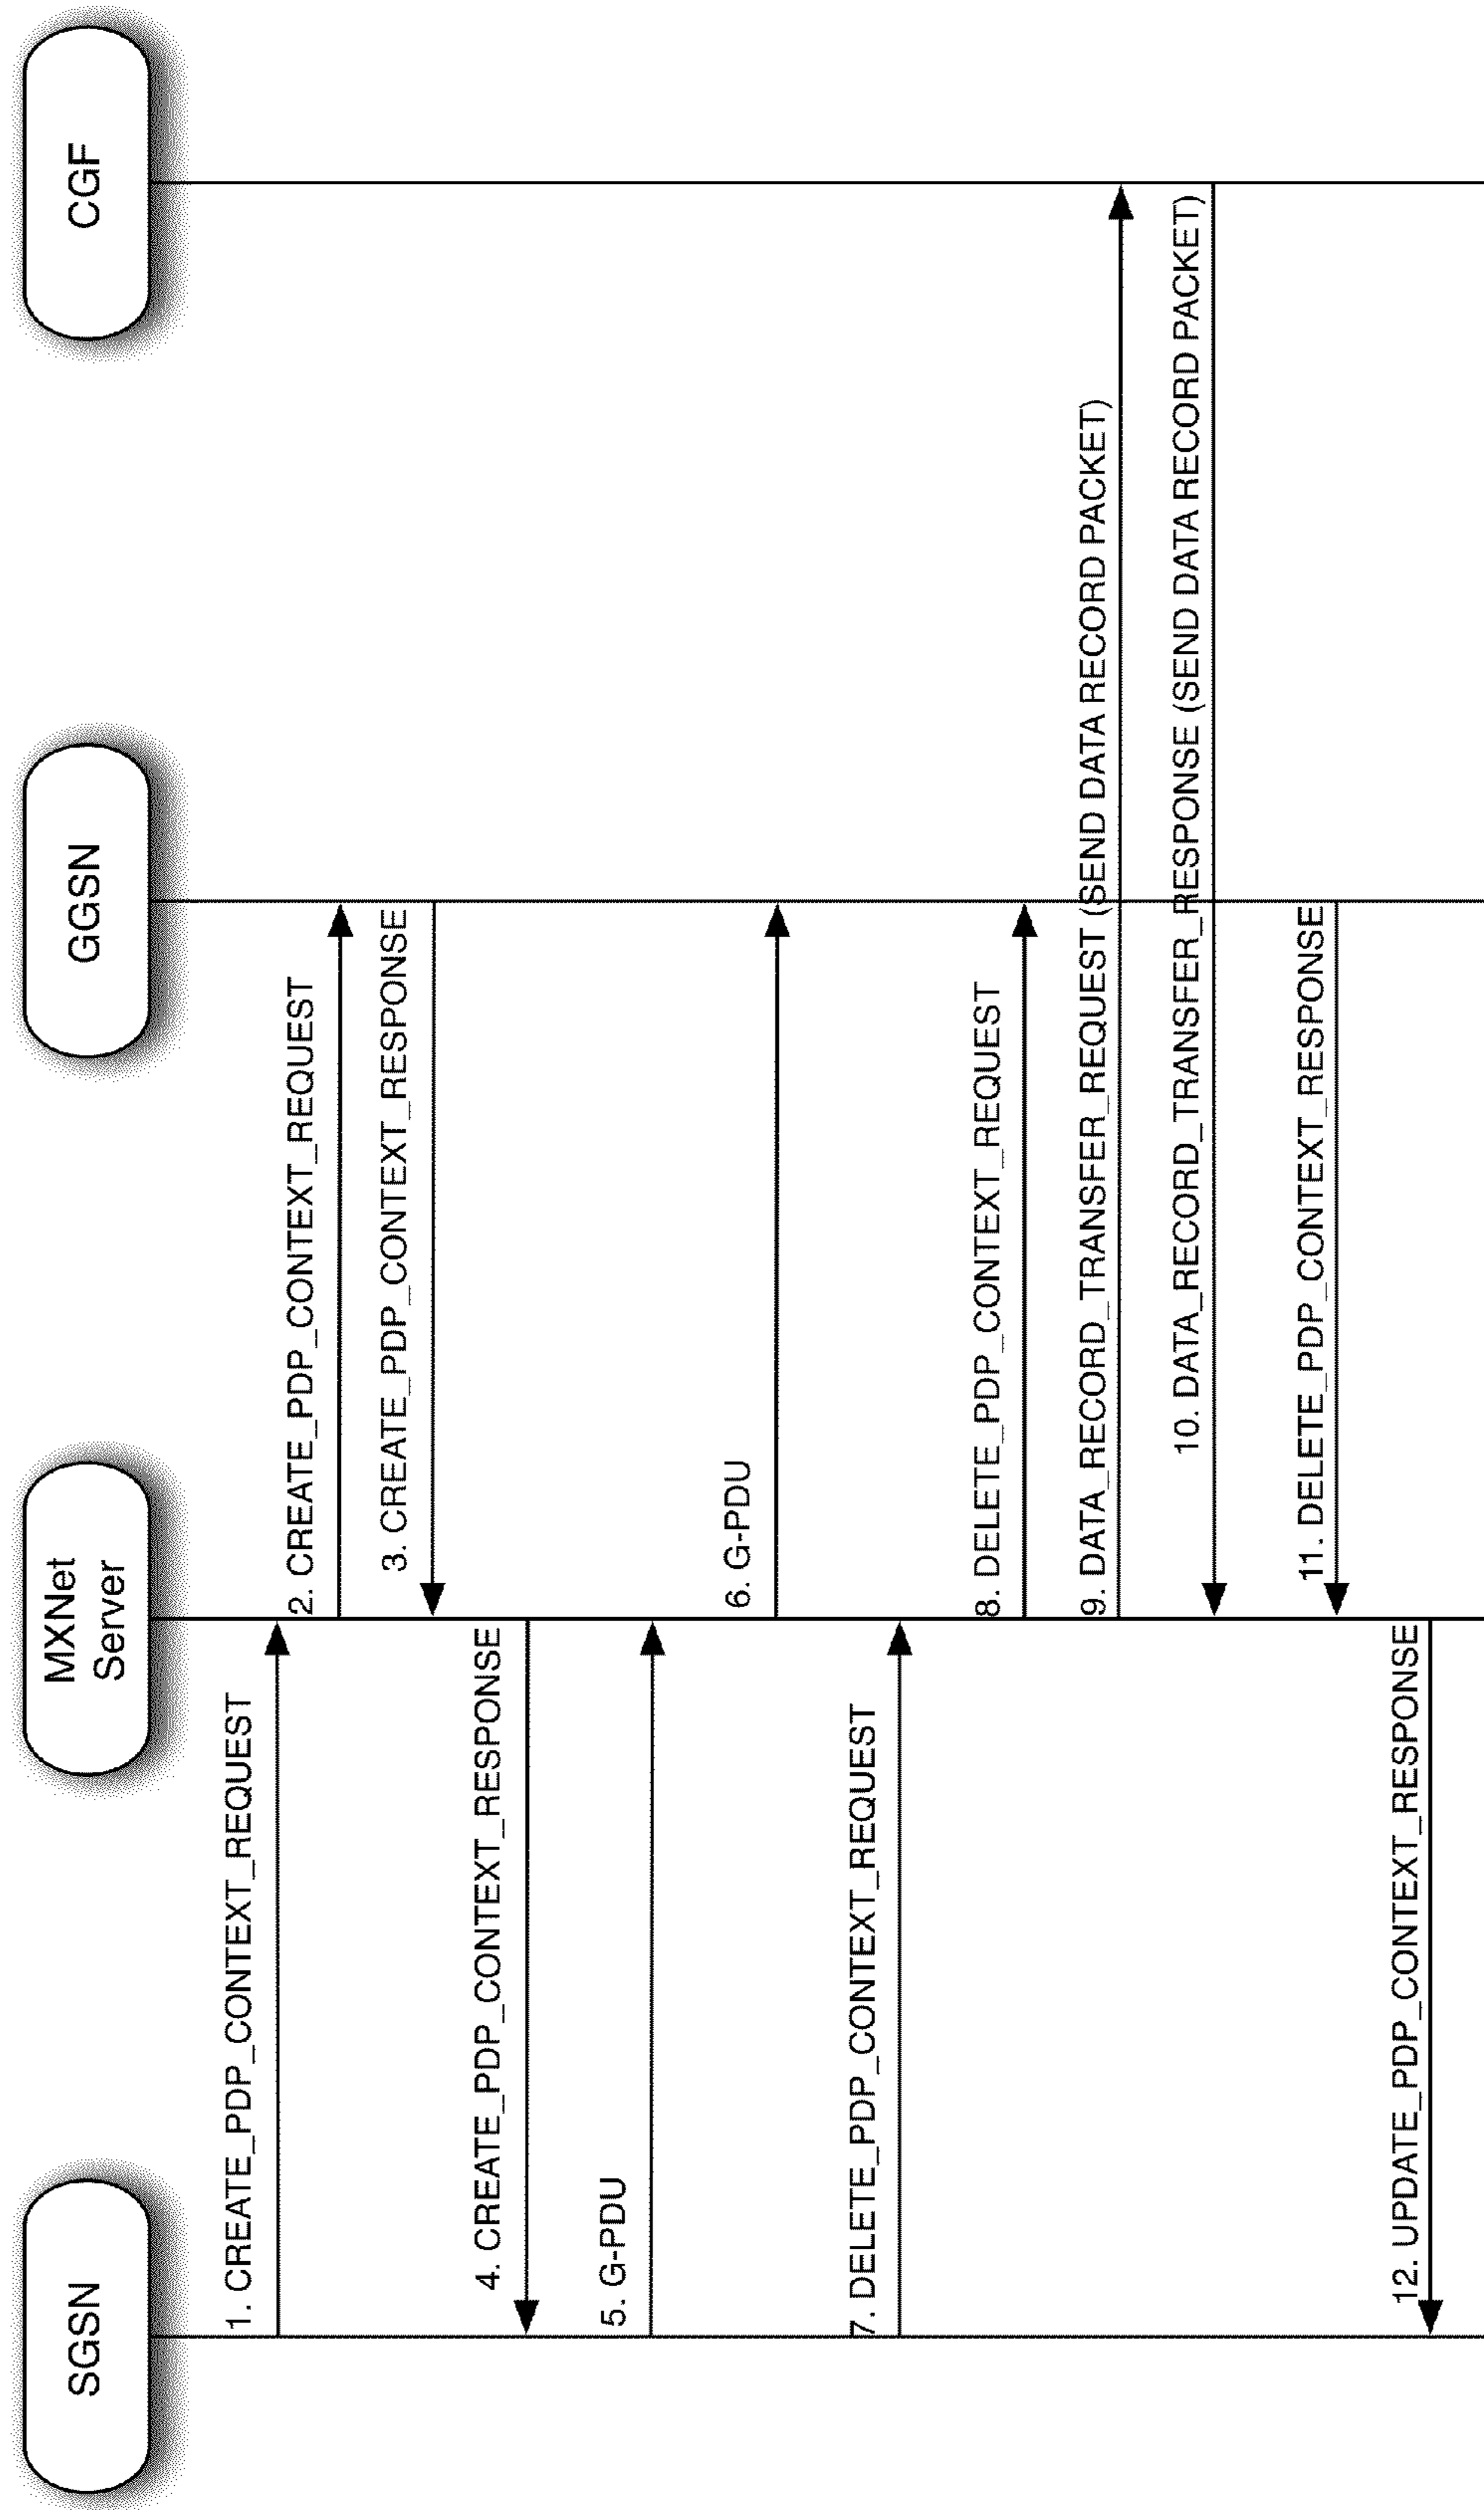 SGSN
MXNet
Server
GGSN
CGF
1. CREATE_PDP_CONTEXT_REQUEST
2. CREATE_PDP_CONTEXT_REQUEST
3. CREATE_PDP_CONTEXT_RESPONSE
4. CREATE_PDP_CONTEXT_RESPONSE
5. G-PDU
6. G-PDU
7. DELETE_PDP_CONTEXT_REQUEST
8. DELETE_PDP_CONTEXT_REQUEST
9. DATA_RECORD_TRANSFER_REQUEST (SEND DATA RECORD PACKET)
10. DATA_RECORD_TRANSFER_RESPONSE (SEND DATA RECORD PACKET)
11. DELETE_PDP_CONTEXT_RESPONSE
12. UPDATE_PDP_CONTEXT_RESPONSE